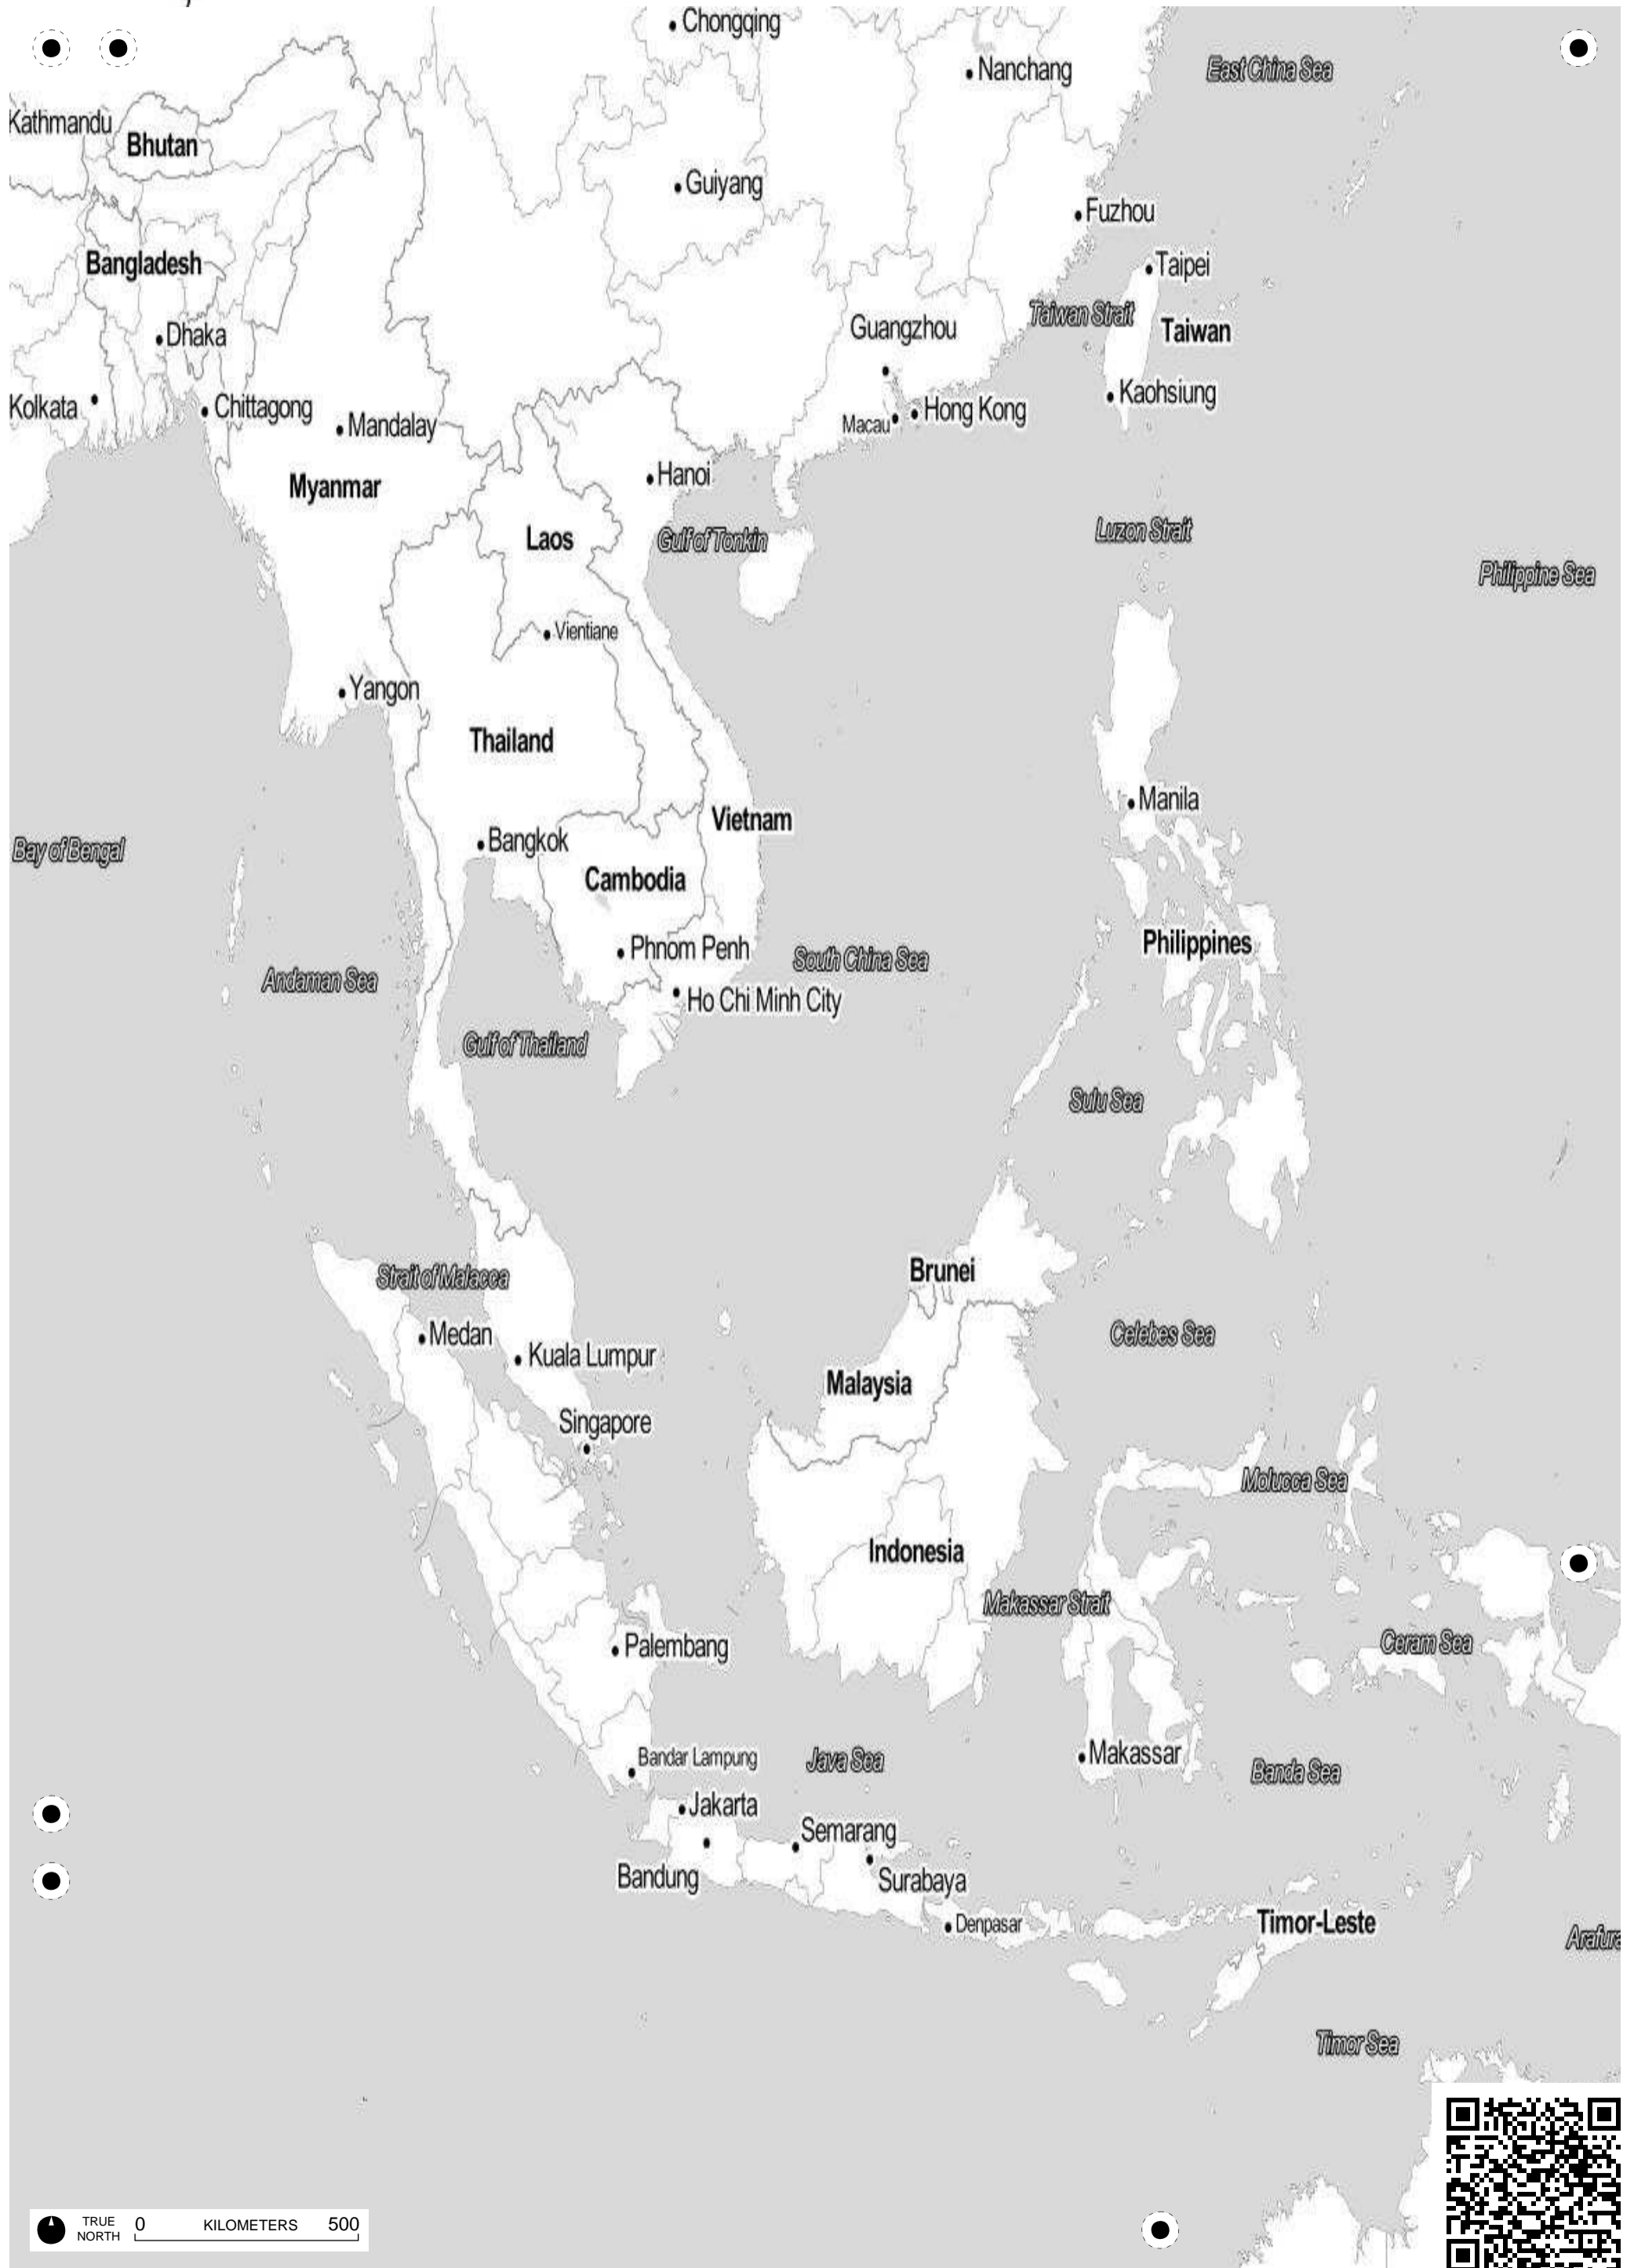 Chongqing
Nanchang
East China Sea
Kathmandu
Bhutan
Guiyang
Fuzhou
Bangladesh
Taipei
Taiwan Strait
Guangzhou
Taiwan
Dhaka
Kaohsiung
Kolkata
Chittagong
Hong Kong
Macau
Mandalay
Hanoi
Myanmar
Luzon Strait
Laos
Gulf of Tonkin
Philippine Sea
Vientiane
Yangon
Thailand
Manila
Vietnam
Bangkok
Bay of Bengal
Cambodia
Philippines
Phnom Penh
South China Sea
Andaman Sea
Ho Chi Minh City
Gulf of Thailand
Sulu Sea
Brunei
Strait of Malacca
Medan
Celebes Sea
Kuala Lumpur
Malaysia
Singapore
Molucca Sea
Indonesia
Makassar Strait
Ceram Sea
Palembang
Makassar
Bandar Lampung
Java Sea
Banda Sea
Jakarta
Semarang
Bandung
Surabaya
Timor-Leste
Denpasar
Arafura
Timor Sea
TRUE NORTH
0 KILOMETERS 500